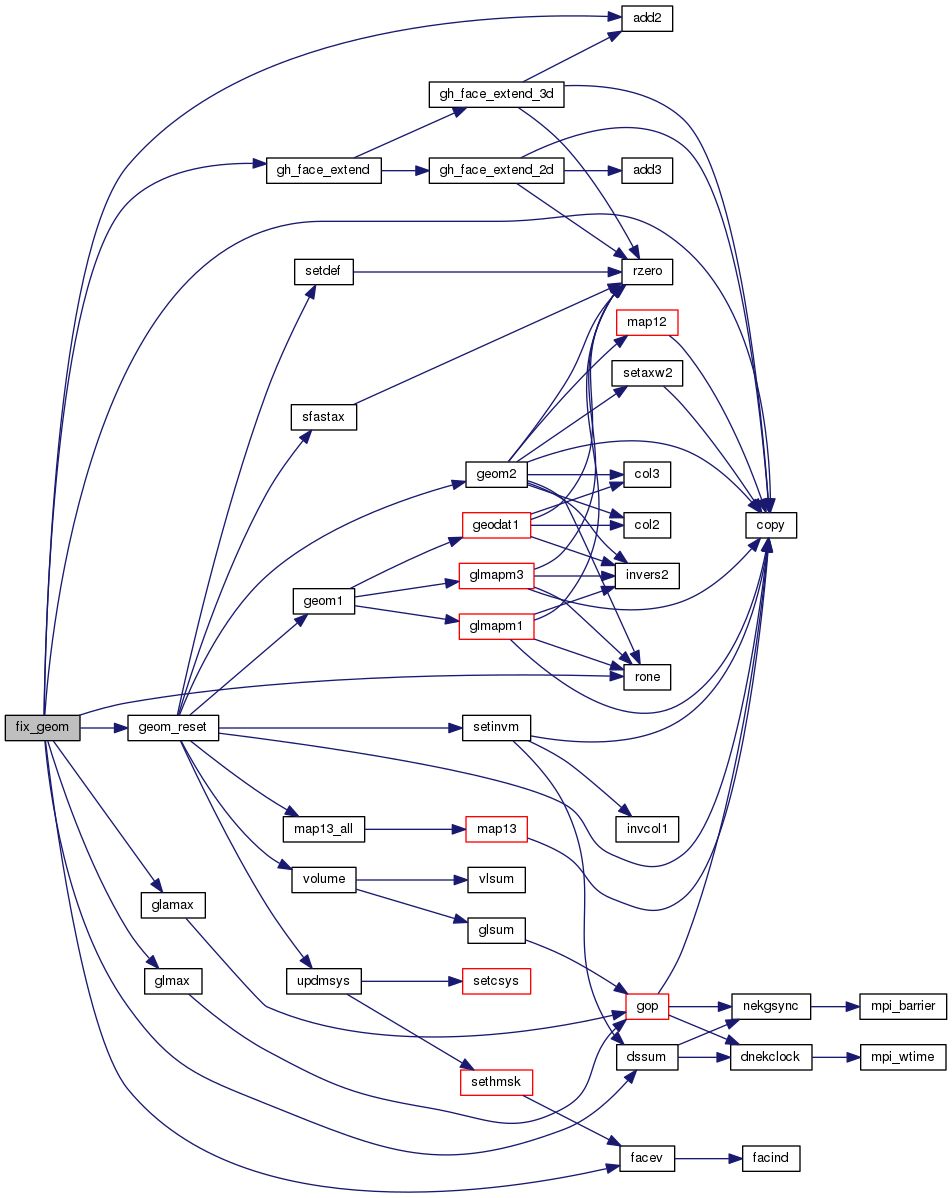 add2
gh_face_extend_3d
gh_face_extend
gh_face_extend_2d
add3
setdef
rzero
map12
setaxw2
sfastax
geom2
col3
geodat1
col2
copy
glmapm3
invers2
geom1
glmapm1
rone
fix_geom
geom_reset
setinvm
map13_all
map13
invcol1
volume
vlsum
glamax
glsum
glmax
updmsys
setcsys
gop
nekgsync
mpi_barrier
dssum
dnekclock
mpi_wtime
sethmsk
facev
facind